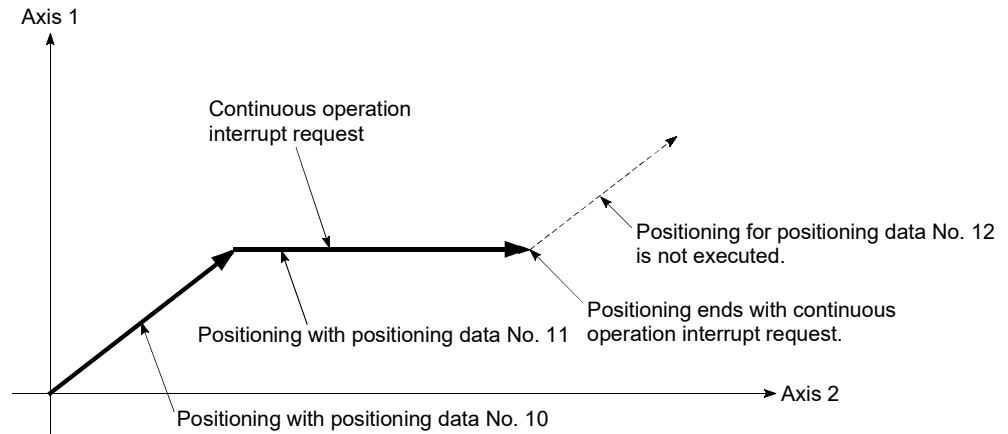 Axis 1
Continuous operation
interrupt request
Positioning for positioning data No. 12
is not executed.
Positioning ends with continuous
operation interrupt request.
Positioning with positioning data No. 11
Axis 2
Positioning with positioning data No. 10